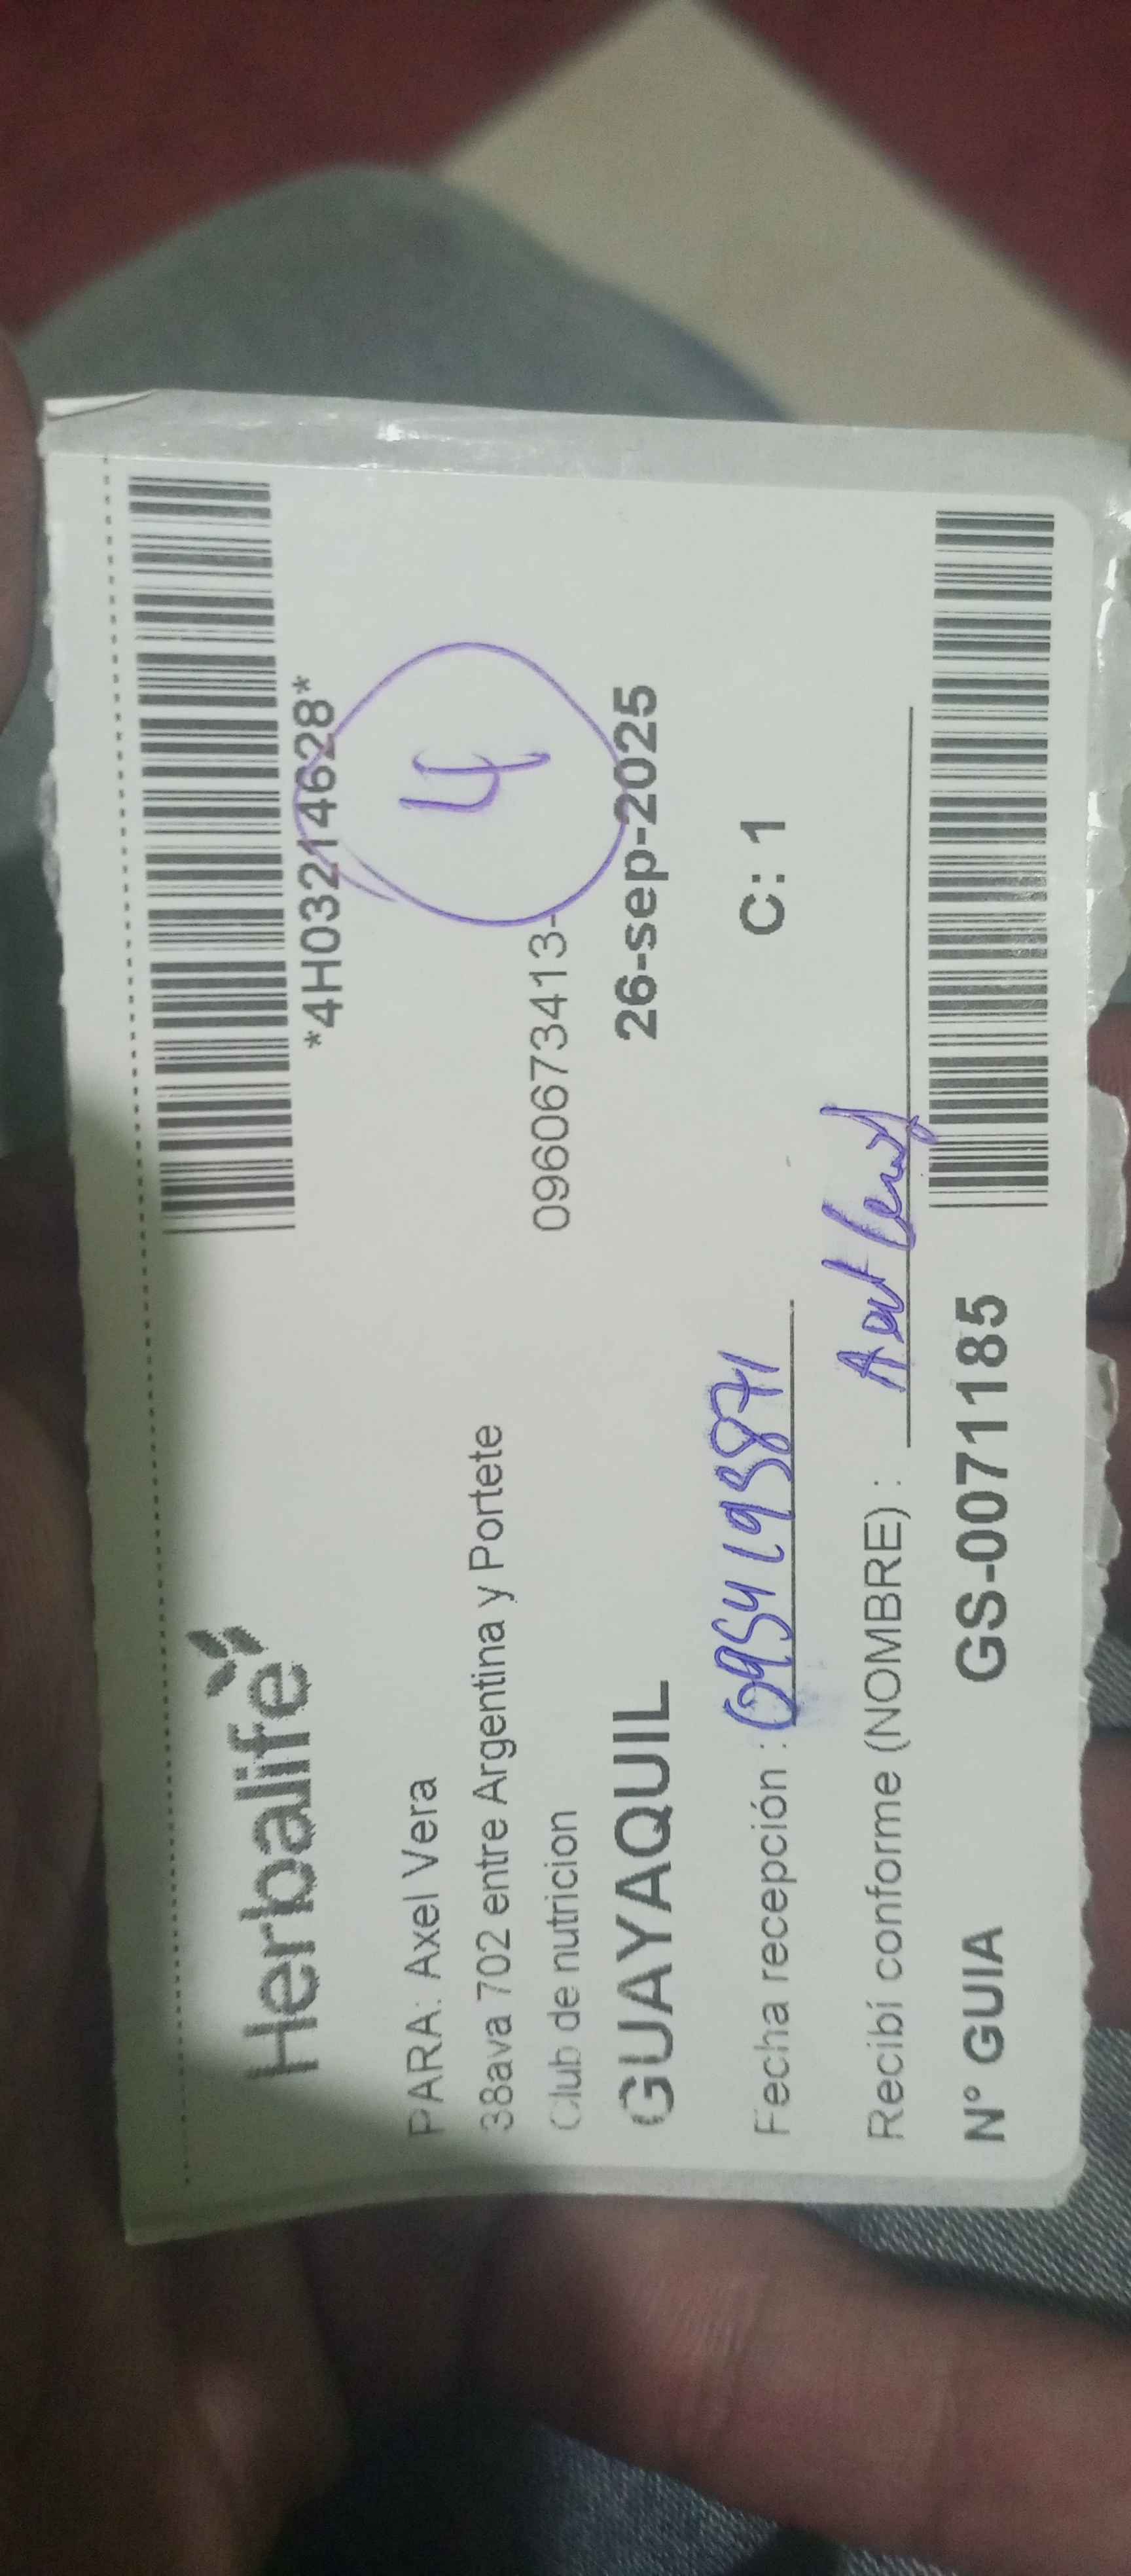 Herbalife
*4H03214628*
PARA: Axel Vera
4
38ava 702 entre Argentina y Portete
Club de nutricion 0960673413-
GUAYAQUIL 26-sep-2025
Fecha recepción : 0954193871 C: 1
Recibí conforme (NOMBRE) :
N° GUIA GS-0071185